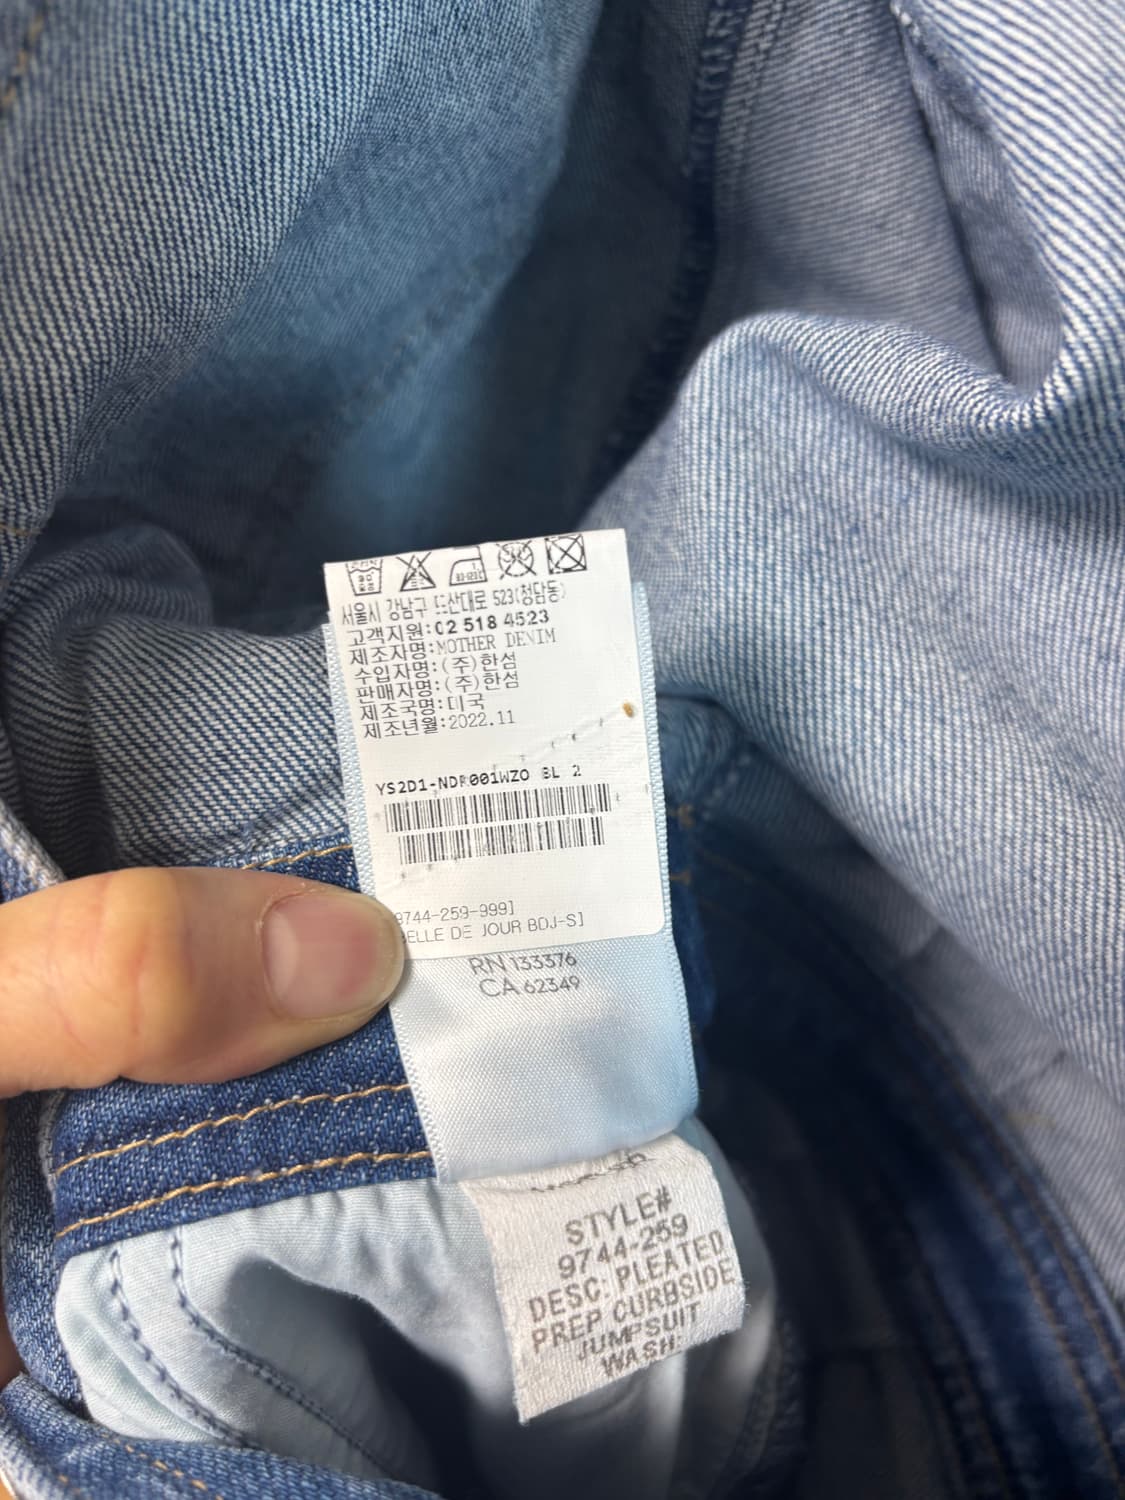 서울시 강남구 도산대로 523(청담동)
고객지원:02 518 4523
제조자명:MOTHER DENIM
수입자명:(주)한섬
판매자명:(주)한섬
제조국명:미국
제조년월:2022.11
YS2D1-NDR001WZO BL 2
9744-259-999]
BELLE DE JOUR BDJ-S]
RN 133376
CA 62349
STYLE#
9744-259
DESC: PLEATED
PREP CURBSIDE
JUMPSUIT
WASH: